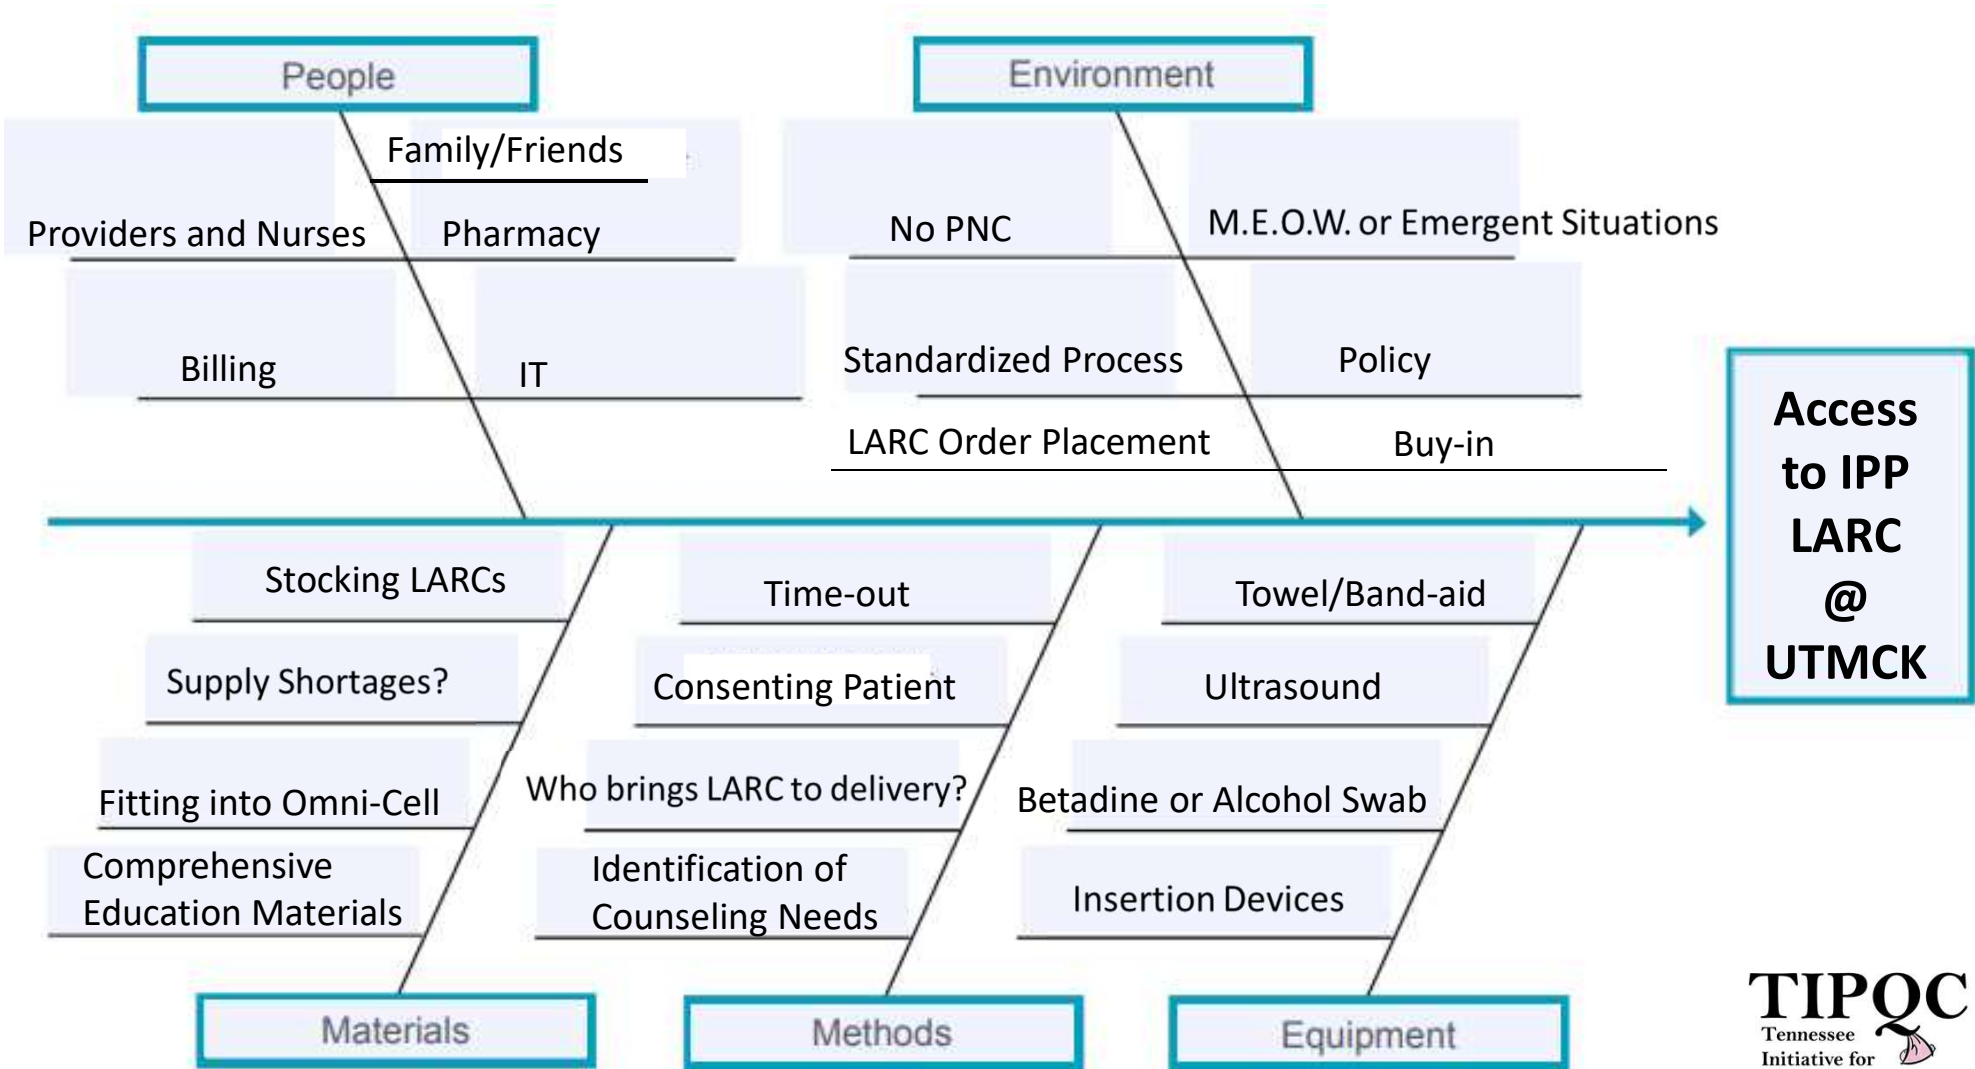 People
Environment
Family/Friends
Providers and Nurses
Pharmacy
No PNC
M.E.O.W. or Emergent Situations
Billing
IT
Standardized Process
Policy
LARC Order Placement
Buy-in
Access
to IPP
LARC
@
UTMCK
Stocking LARCs
Time-out
Towel/Band-aid
Supply Shortages?
Consenting Patient
Ultrasound
Fitting into Omni-Cell
Who brings LARC to delivery?
Betadine or Alcohol Swab
Comprehensive
Education Materials
Identification of
Counseling Needs
Insertion Devices
Materials
Methods
Equipment
TIPQC
Tennessee
Initiative for